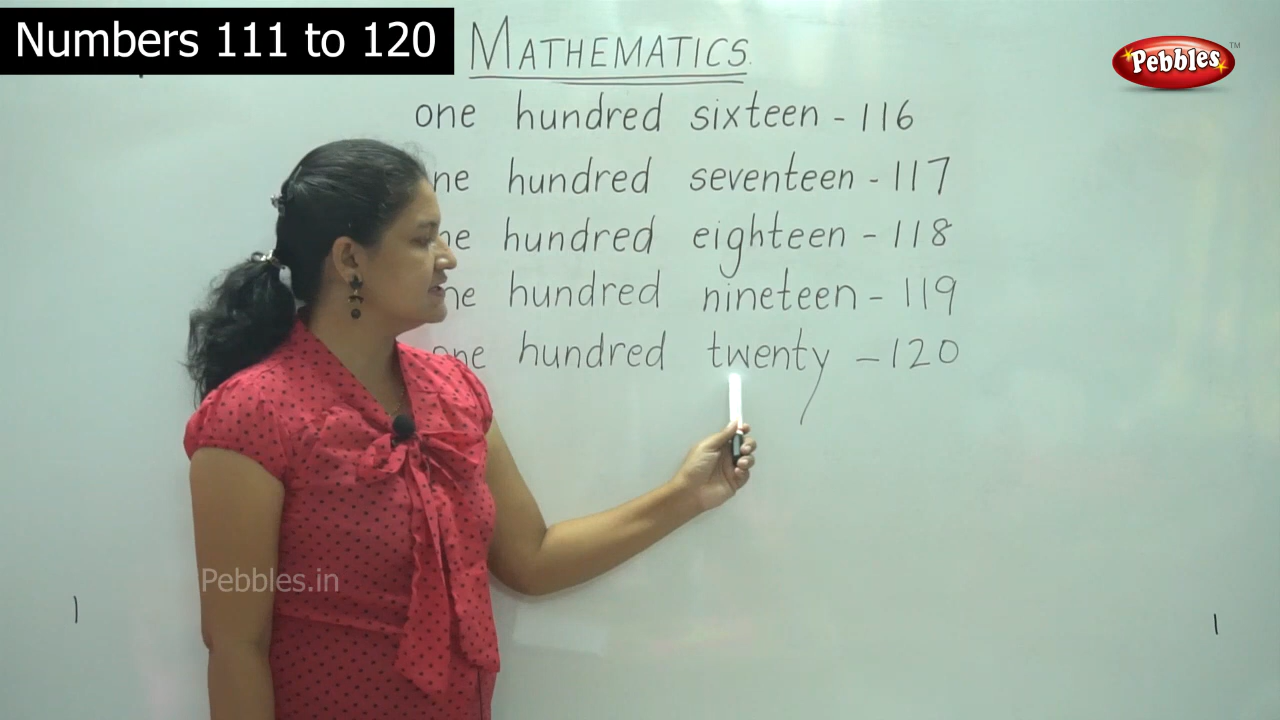 Numbers 111 to 120
MATHEMATICS
Pebbles TM
one hundred sixteen - 116
ne hundred seventeen - 117
ne hundred eighteen - 118
ne hundred nineteen - 119
one hundred twenty - 120
Pebbles.in